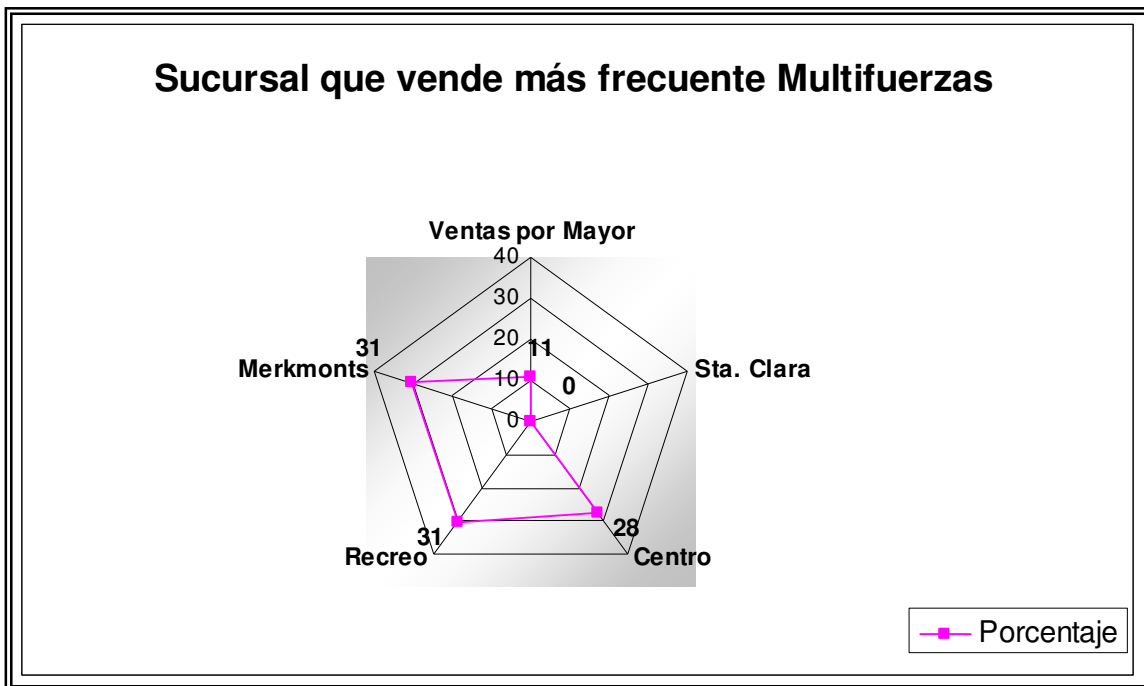 Sucursal que vende más frecuente Multifuerzas
Ventas por Mayor
40
30
20
10
0
11
0
Sta. Clara
31
Merkmonts
28
Centro
31
Recreo
Porcentaje